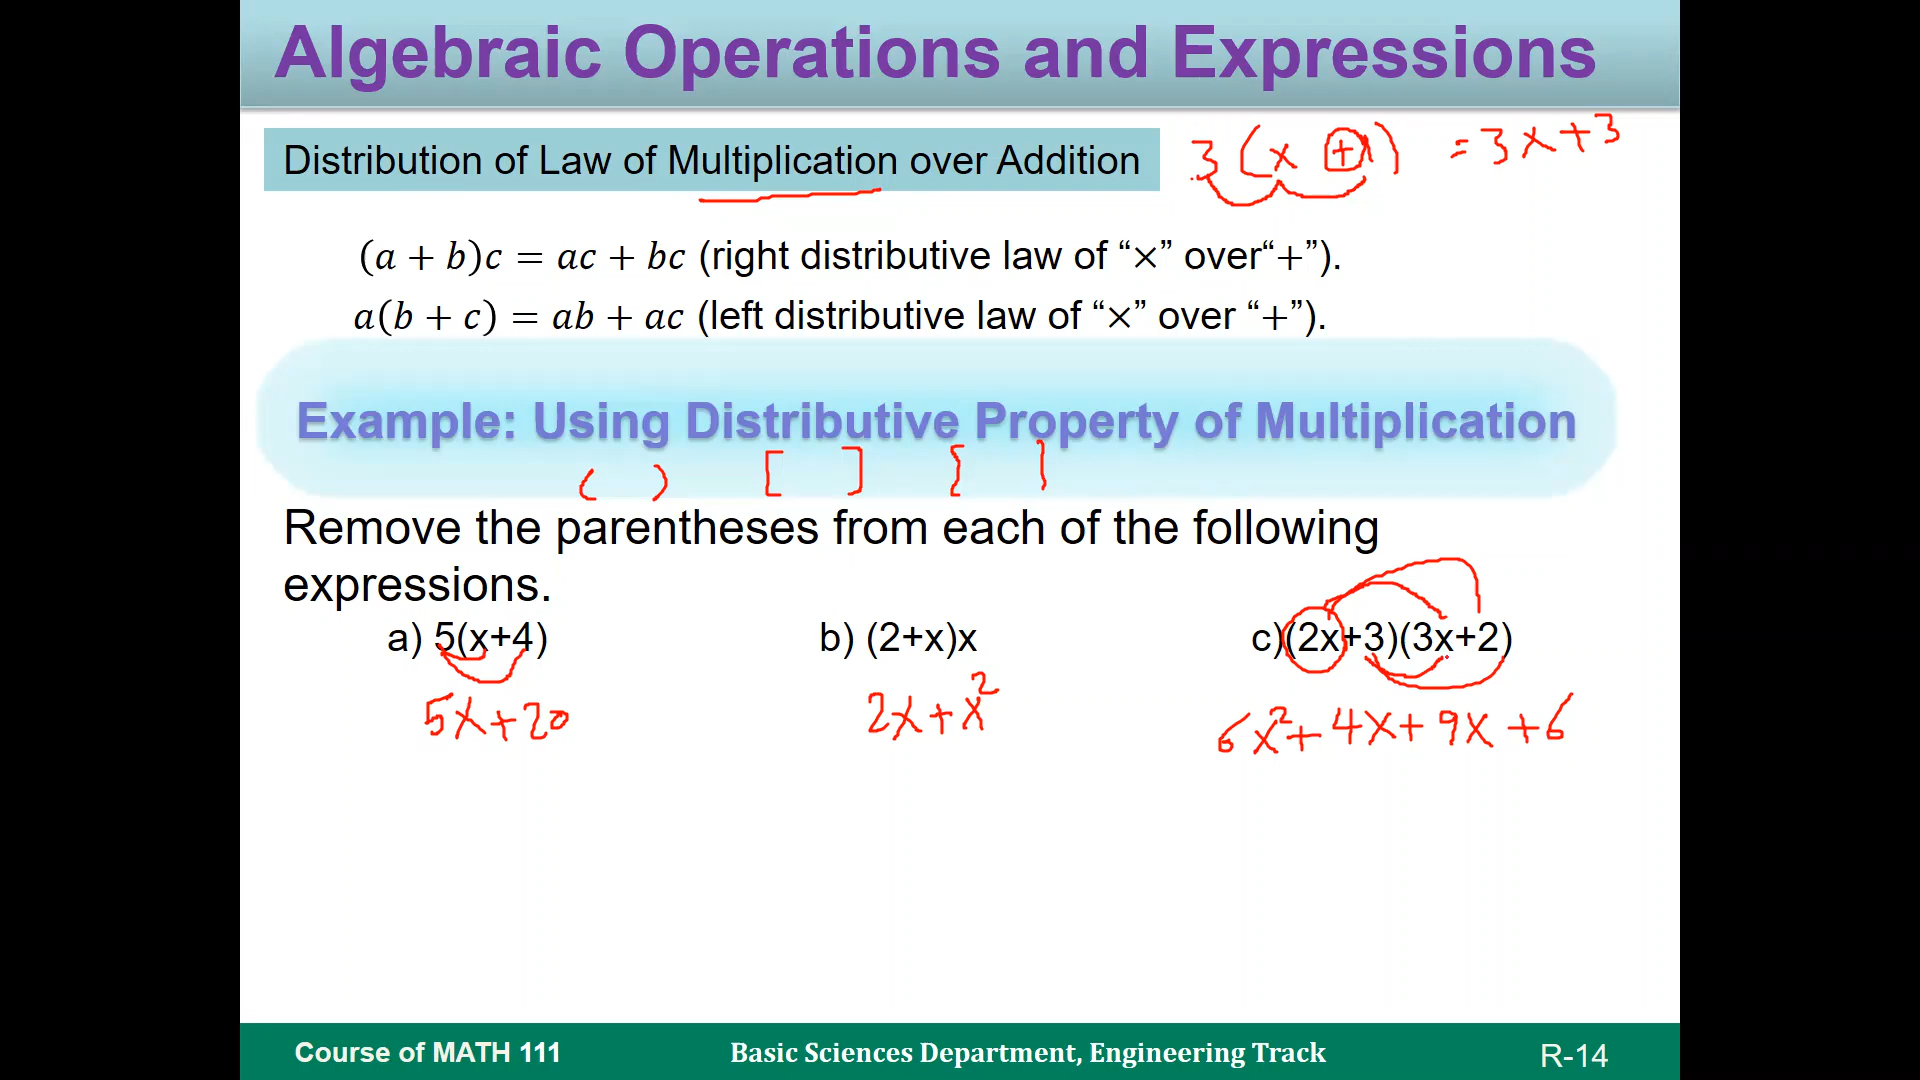 Algebraic Operations and Expressions
Distribution of Law of Multiplication over Addition
3(x+1) = 3x+3
(a + b)c = ac + bc (right distributive law of “×” over“+”).
a(b + c) = ab + ac (left distributive law of “×” over “+”).
Example: Using Distributive Property of Multiplication
( ) [ ] { }
Remove the parentheses from each of the following
expressions.
a) 5(x+4) b) (2+x)x c)(2x+3)(3x+2)
5x+20 2x+x² 6x²+4x+9x+6
Course of MATH 111 Basic Sciences Department, Engineering Track R-14